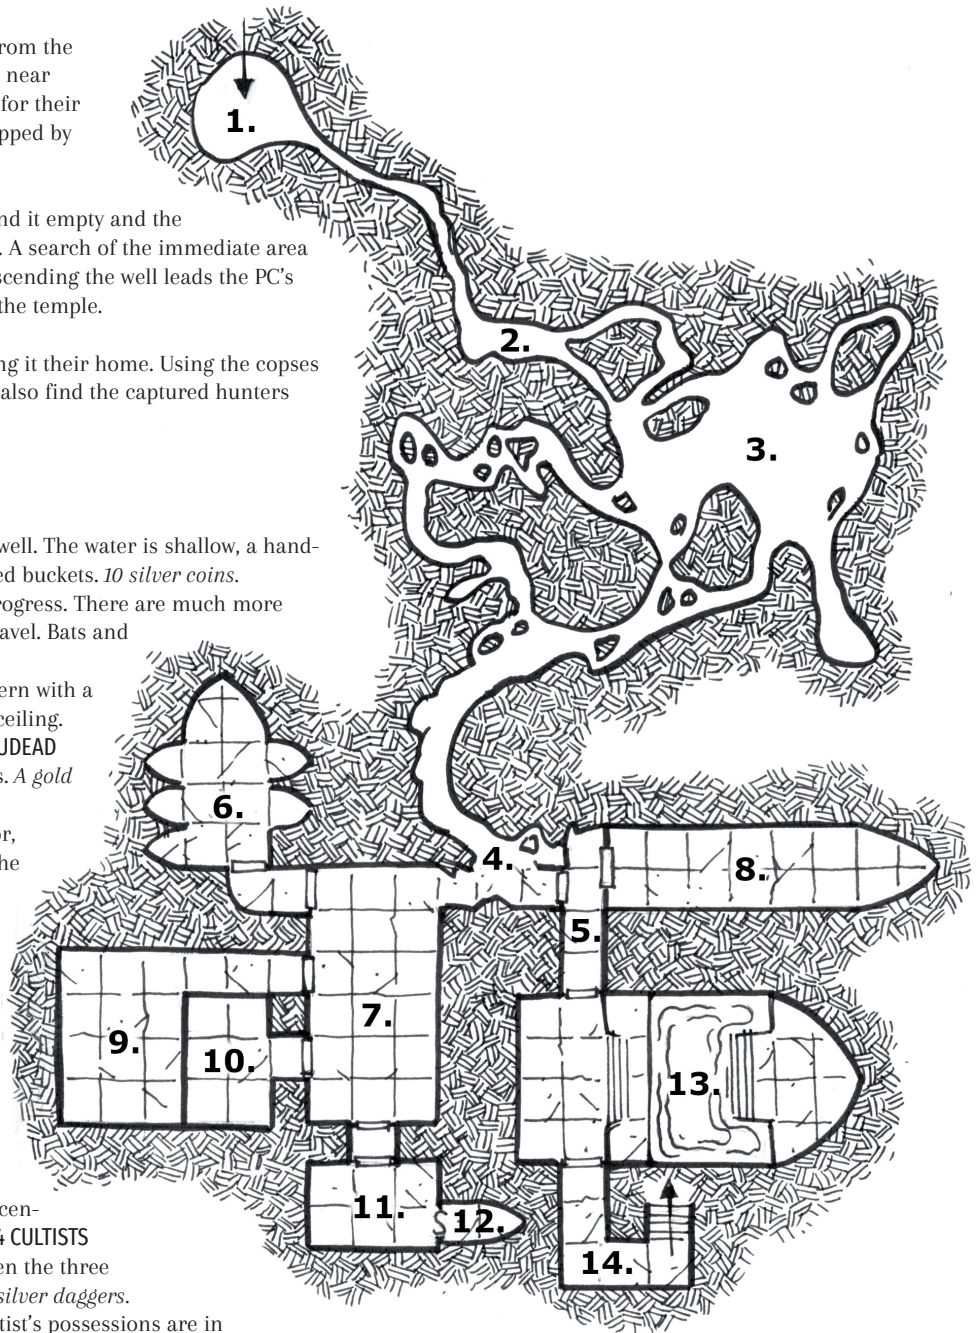 rom the
near
for their
pped by
nd it empty and the
. A search of the immediate area
scending the well leads the PC's
the temple.
ng it their home. Using the copses
also find the captured hunters
well. The water is shallow, a hand-
ed buckets. 10 silver coins.
rogress. There are much more
avel. Bats and
ern with a
ceiling.
UDEAD
s. A gold
or,
he
cen-
4 CULTISTS
en the three
silver daggers.
tist's possessions are in
1.
2.
3.
4.
5.
6.
7.
8.
9.
10.
11.
S
12.
13.
14.